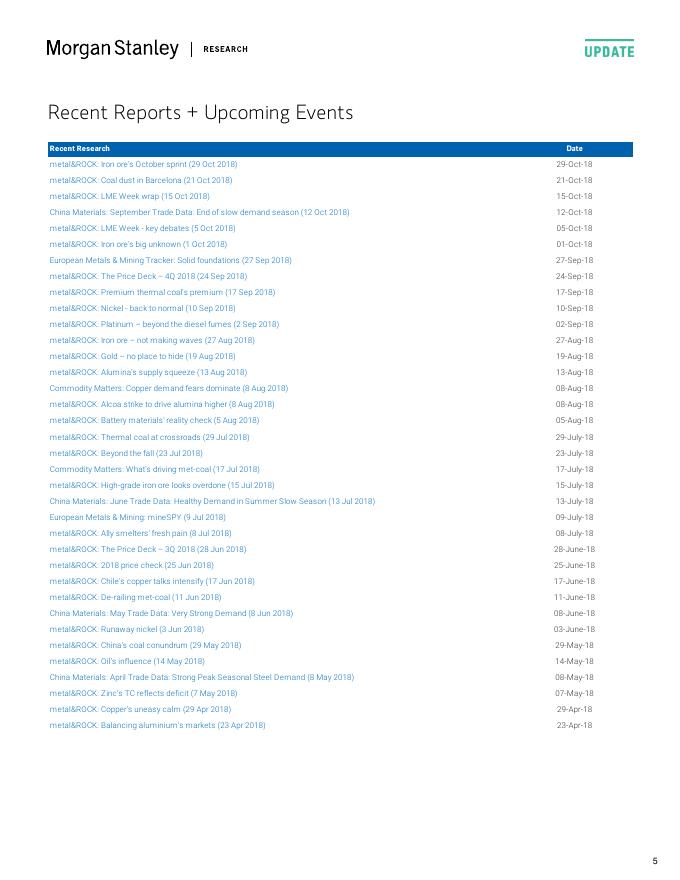 Morgan Stanley | RESEARCH
UPDATE
Recent Reports + Upcoming Events
Recent Research Date
metal&ROCK: Iron ore's October sprint (29 Oct 2018) 29-Oct-18
metal&ROCK: Coal dust in Barcelona (21 Oct 2018) 21-Oct-18
metal&ROCK: LME Week wrap (15 Oct 2018) 15-Oct-18
China Materials: September Trade Data: End of slow demand season (12 Oct 2018) 12-Oct-18
metal&ROCK: LME Week - key debates (5 Oct 2018) 05-Oct-18
metal&ROCK: Iron ore's big unknown (1 Oct 2018) 01-Oct-18
European Metals & Mining Tracker: Solid foundations (27 Sep 2018) 27-Sep-18
metal&ROCK: The Price Deck – 4Q 2018 (24 Sep 2018) 24-Sep-18
metal&ROCK: Premium thermal coal's premium (17 Sep 2018) 17-Sep-18
metal&ROCK: Nickel - back to normal (10 Sep 2018) 10-Sep-18
metal&ROCK: Platinum – beyond the diesel fumes (2 Sep 2018) 02-Sep-18
metal&ROCK: Iron ore – not making waves (27 Aug 2018) 27-Aug-18
metal&ROCK: Gold – no place to hide (19 Aug 2018) 19-Aug-18
metal&ROCK: Alumina's supply squeeze (13 Aug 2018) 13-Aug-18
Commodity Matters: Copper demand fears dominate (8 Aug 2018) 08-Aug-18
metal&ROCK: Alcoa strike to drive alumina higher (8 Aug 2018) 08-Aug-18
metal&ROCK: Battery materials' reality check (5 Aug 2018) 05-Aug-18
metal&ROCK: Thermal coal at crossroads (29 Jul 2018) 29-July-18
metal&ROCK: Beyond the fall (23 Jul 2018) 23-July-18
Commodity Matters: What's driving met-coal (17 Jul 2018) 17-July-18
metal&ROCK: High-grade iron ore looks overdone (15 Jul 2018) 15-July-18
China Materials: June Trade Data: Healthy Demand in Summer Slow Season (13 Jul 2018) 13-July-18
European Metals & Mining: mineSPY (9 Jul 2018) 09-July-18
metal&ROCK: Ally smelters' fresh pain (8 Jul 2018) 08-July-18
metal&ROCK: The Price Deck – 3Q 2018 (28 Jun 2018) 28-June-18
metal&ROCK: 2018 price check (25 Jun 2018) 25-June-18
metal&ROCK: Chile's copper talks intensify (17 Jun 2018) 17-June-18
metal&ROCK: De-railing met-coal (11 Jun 2018) 11-June-18
China Materials: May Trade Data: Very Strong Demand (8 Jun 2018) 08-June-18
metal&ROCK: Runaway nickel (3 Jun 2018) 03-June-18
metal&ROCK: China's coal conundrum (29 May 2018) 29-May-18
metal&ROCK: Oil's influence (14 May 2018) 14-May-18
China Materials: April Trade Data: Strong Peak Seasonal Steel Demand (8 May 2018) 08-May-18
metal&ROCK: Zinc's TC reflects deficit (7 May 2018) 07-May-18
metal&ROCK: Copper's uneasy calm (29 Apr 2018) 29-Apr-18
metal&ROCK: Balancing aluminium's markets (23 Apr 2018) 23-Apr-18
5